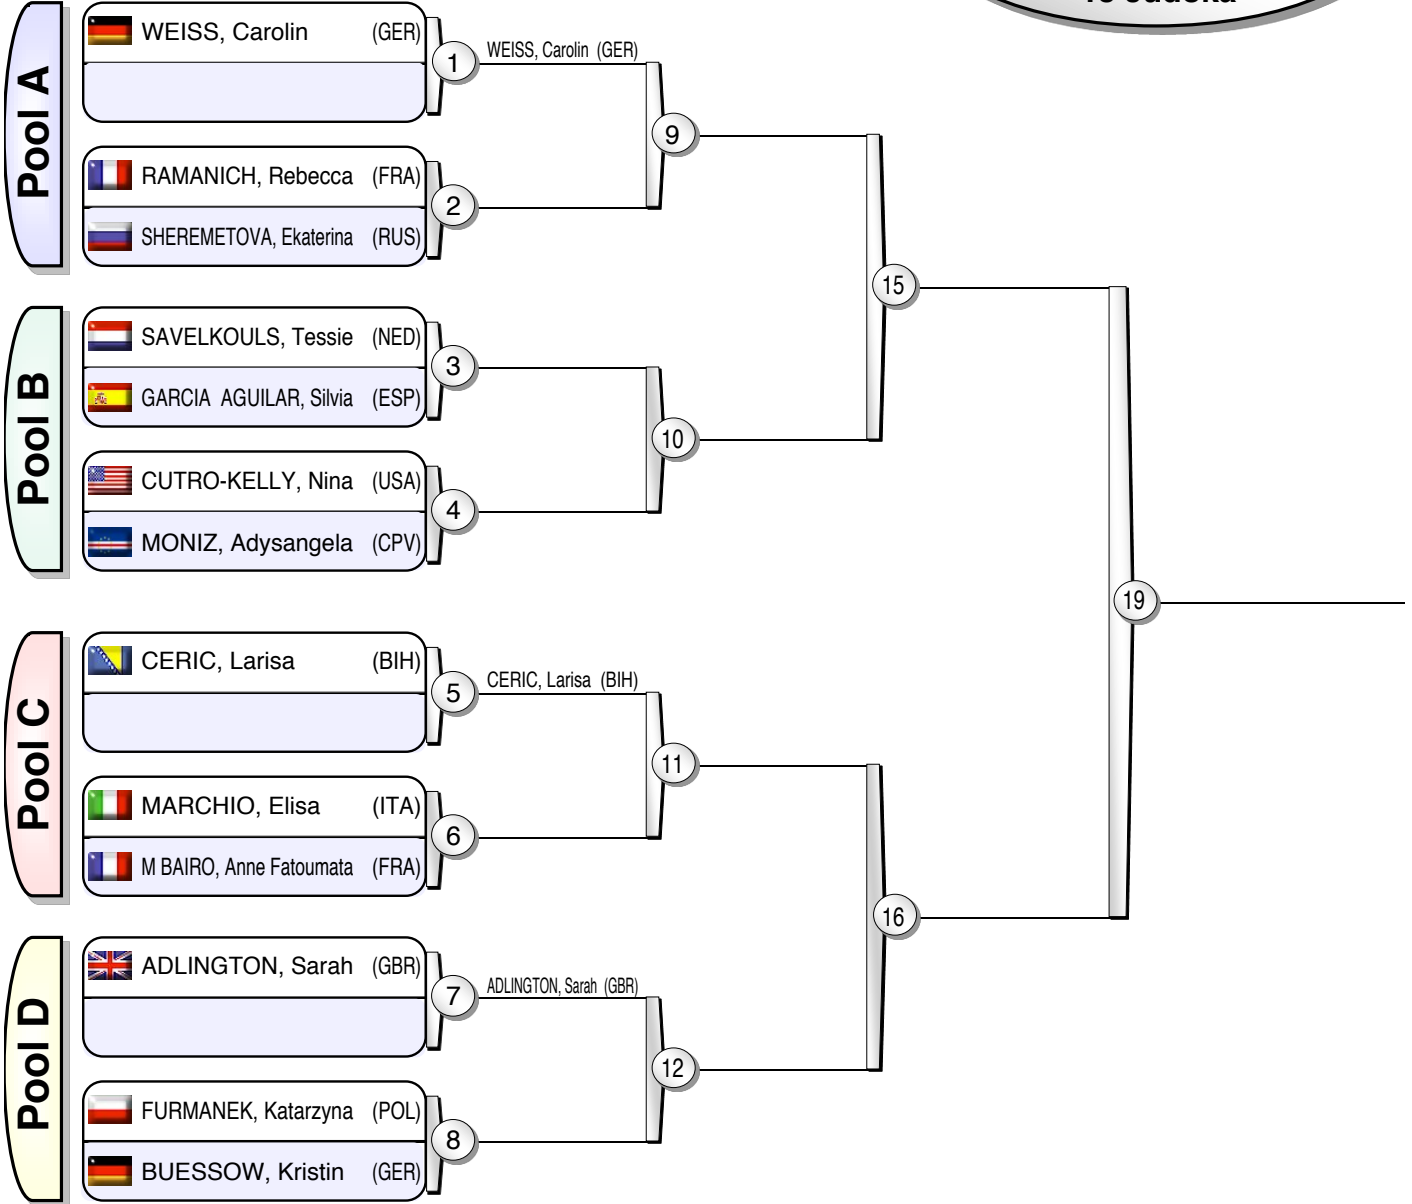 Pool A
WEISS, Carolin (GER)
1
WEISS, Carolin (GER)
9
RAMANICH, Rebecca (FRA)
2
SHEREMETOVA, Ekaterina (RUS)
15
Pool B
SAVELKOULS, Tessie (NED)
3
GARCIA AGUILAR, Silvia (ESP)
10
CUTRO-KELLY, Nina (USA)
4
MONIZ, Adysangela (CPV)
19
Pool C
CERIC, Larisa (BIH)
5
CERIC, Larisa (BIH)
11
MARCHIO, Elisa (ITA)
6
M BAIRO, Anne Fatoumata (FRA)
16
Pool D
ADLINGTON, Sarah (GBR)
7
ADLINGTON, Sarah (GBR)
12
FURMANEK, Katarzyna (POL)
8
BUESSOW, Kristin (GER)